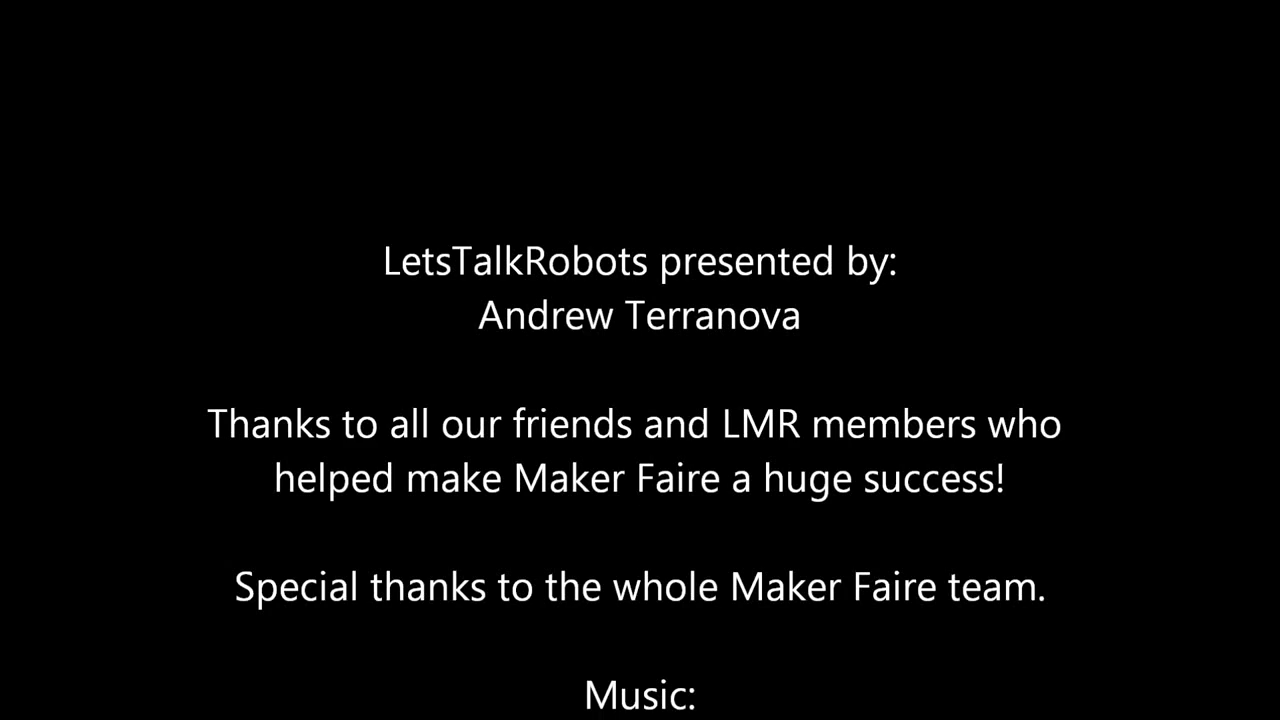 LetsTalkRobots presented by:
Andrew Terranova
Thanks to all our friends and LMR members who
helped make Maker Faire a huge success!
Special thanks to the whole Maker Faire team.
Music: